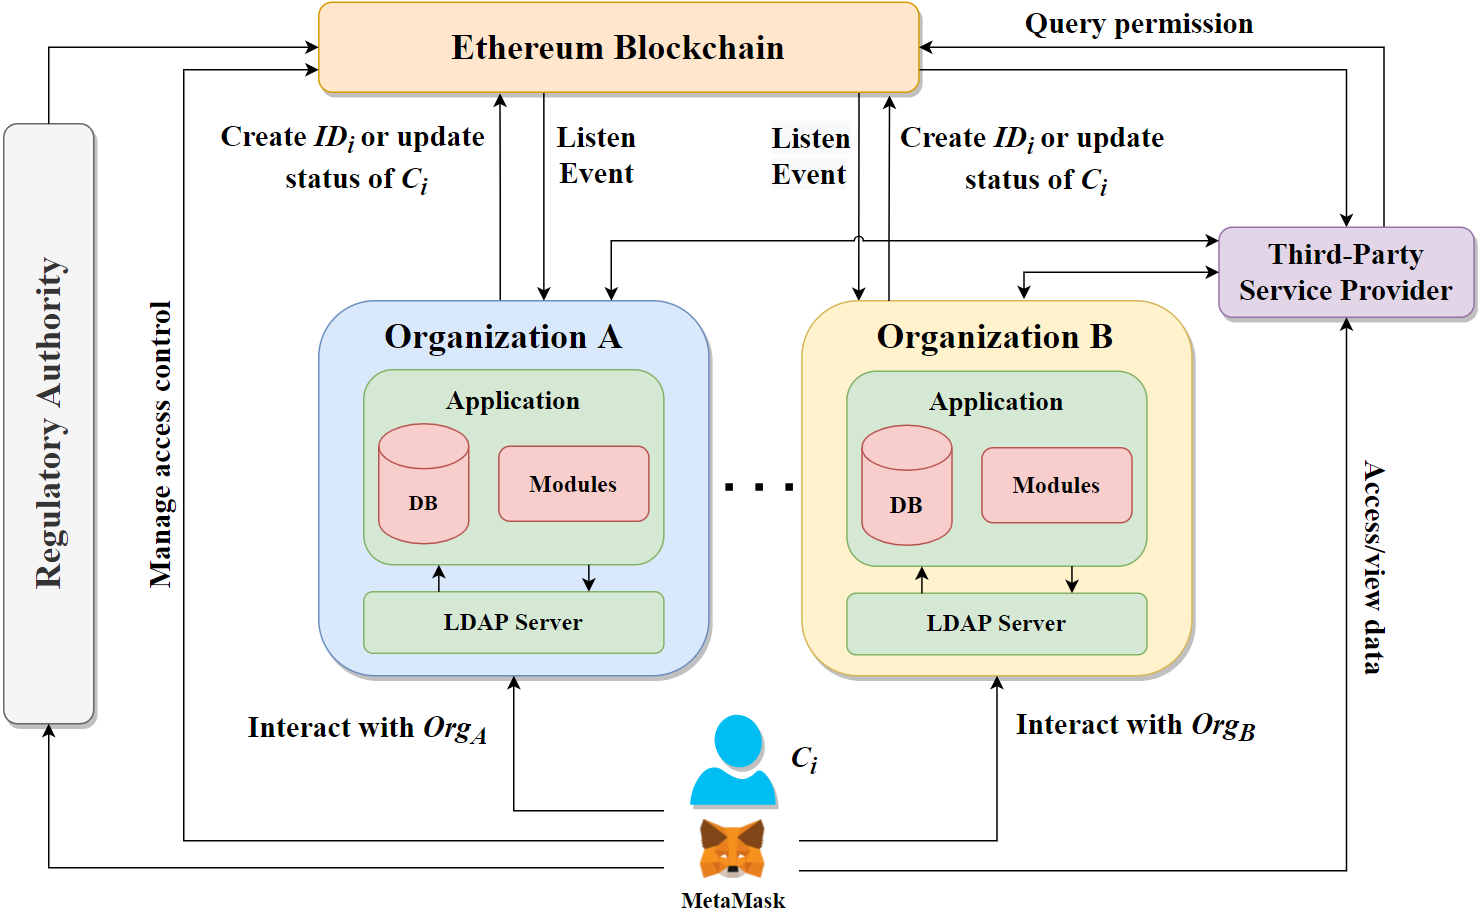 Query permission
Ethereum Blockchain
Create ID_i or update
status of C_i
Listen
Event
Listen
Event
Create ID_i or update
status of C_i
Third-Party
Service Provider
Regulatory Authority
Manage access control
Organization A
Application
DB
Modules
LDAP Server
. . .
Organization B
Application
DB
Modules
LDAP Server
Access/view data
Interact with Org_A
Interact with Org_B
C_i
MetaMask